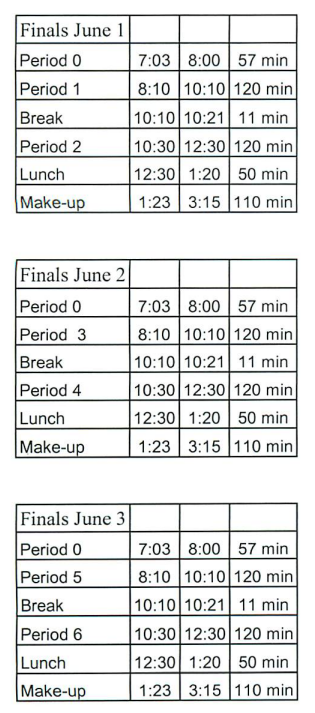 Finals June 1
Period 0 7:03 8:00 57 min
Period 1 8:10 10:10 120 min
Break 10:10 10:21 11 min
Period 2 10:30 12:30 120 min
Lunch 12:30 1:20 50 min
Make-up 1:23 3:15 110 min
Finals June 2
Period 0 7:03 8:00 57 min
Period 3 8:10 10:10 120 min
Break 10:10 10:21 11 min
Period 4 10:30 12:30 120 min
Lunch 12:30 1:20 50 min
Make-up 1:23 3:15 110 min
Finals June 3
Period 0 7:03 8:00 57 min
Period 5 8:10 10:10 120 min
Break 10:10 10:21 11 min
Period 6 10:30 12:30 120 min
Lunch 12:30 1:20 50 min
Make-up 1:23 3:15 110 min